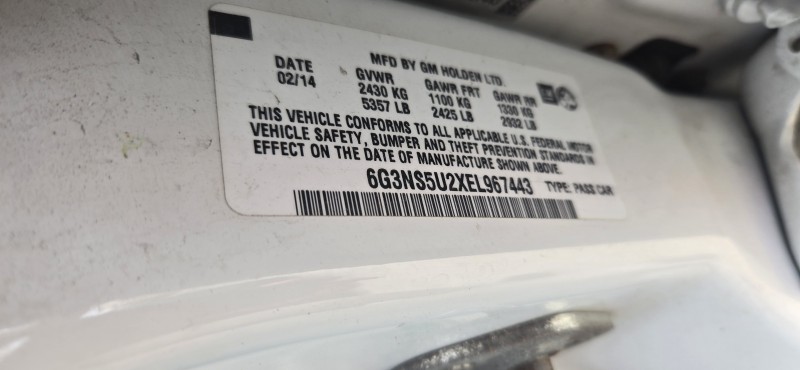 MFD BY GM HOLDEN LTD.
DATE GVWR GAWR FRT GAWR RR
02/14 2430 KG 1100 KG 1330 KG
5357 LB 2425 LB 2932 LB
THIS VEHICLE CONFORMS TO ALL APPLICABLE U.S. FEDERAL MOTOR
VEHICLE SAFETY, BUMPER AND THEFT PREVENTION STANDARDS IN
EFFECT ON THE DATE OF MANUFACTURE SHOWN ABOVE.
6G3NS5U2XEL967443 TYPE: PASS CAR